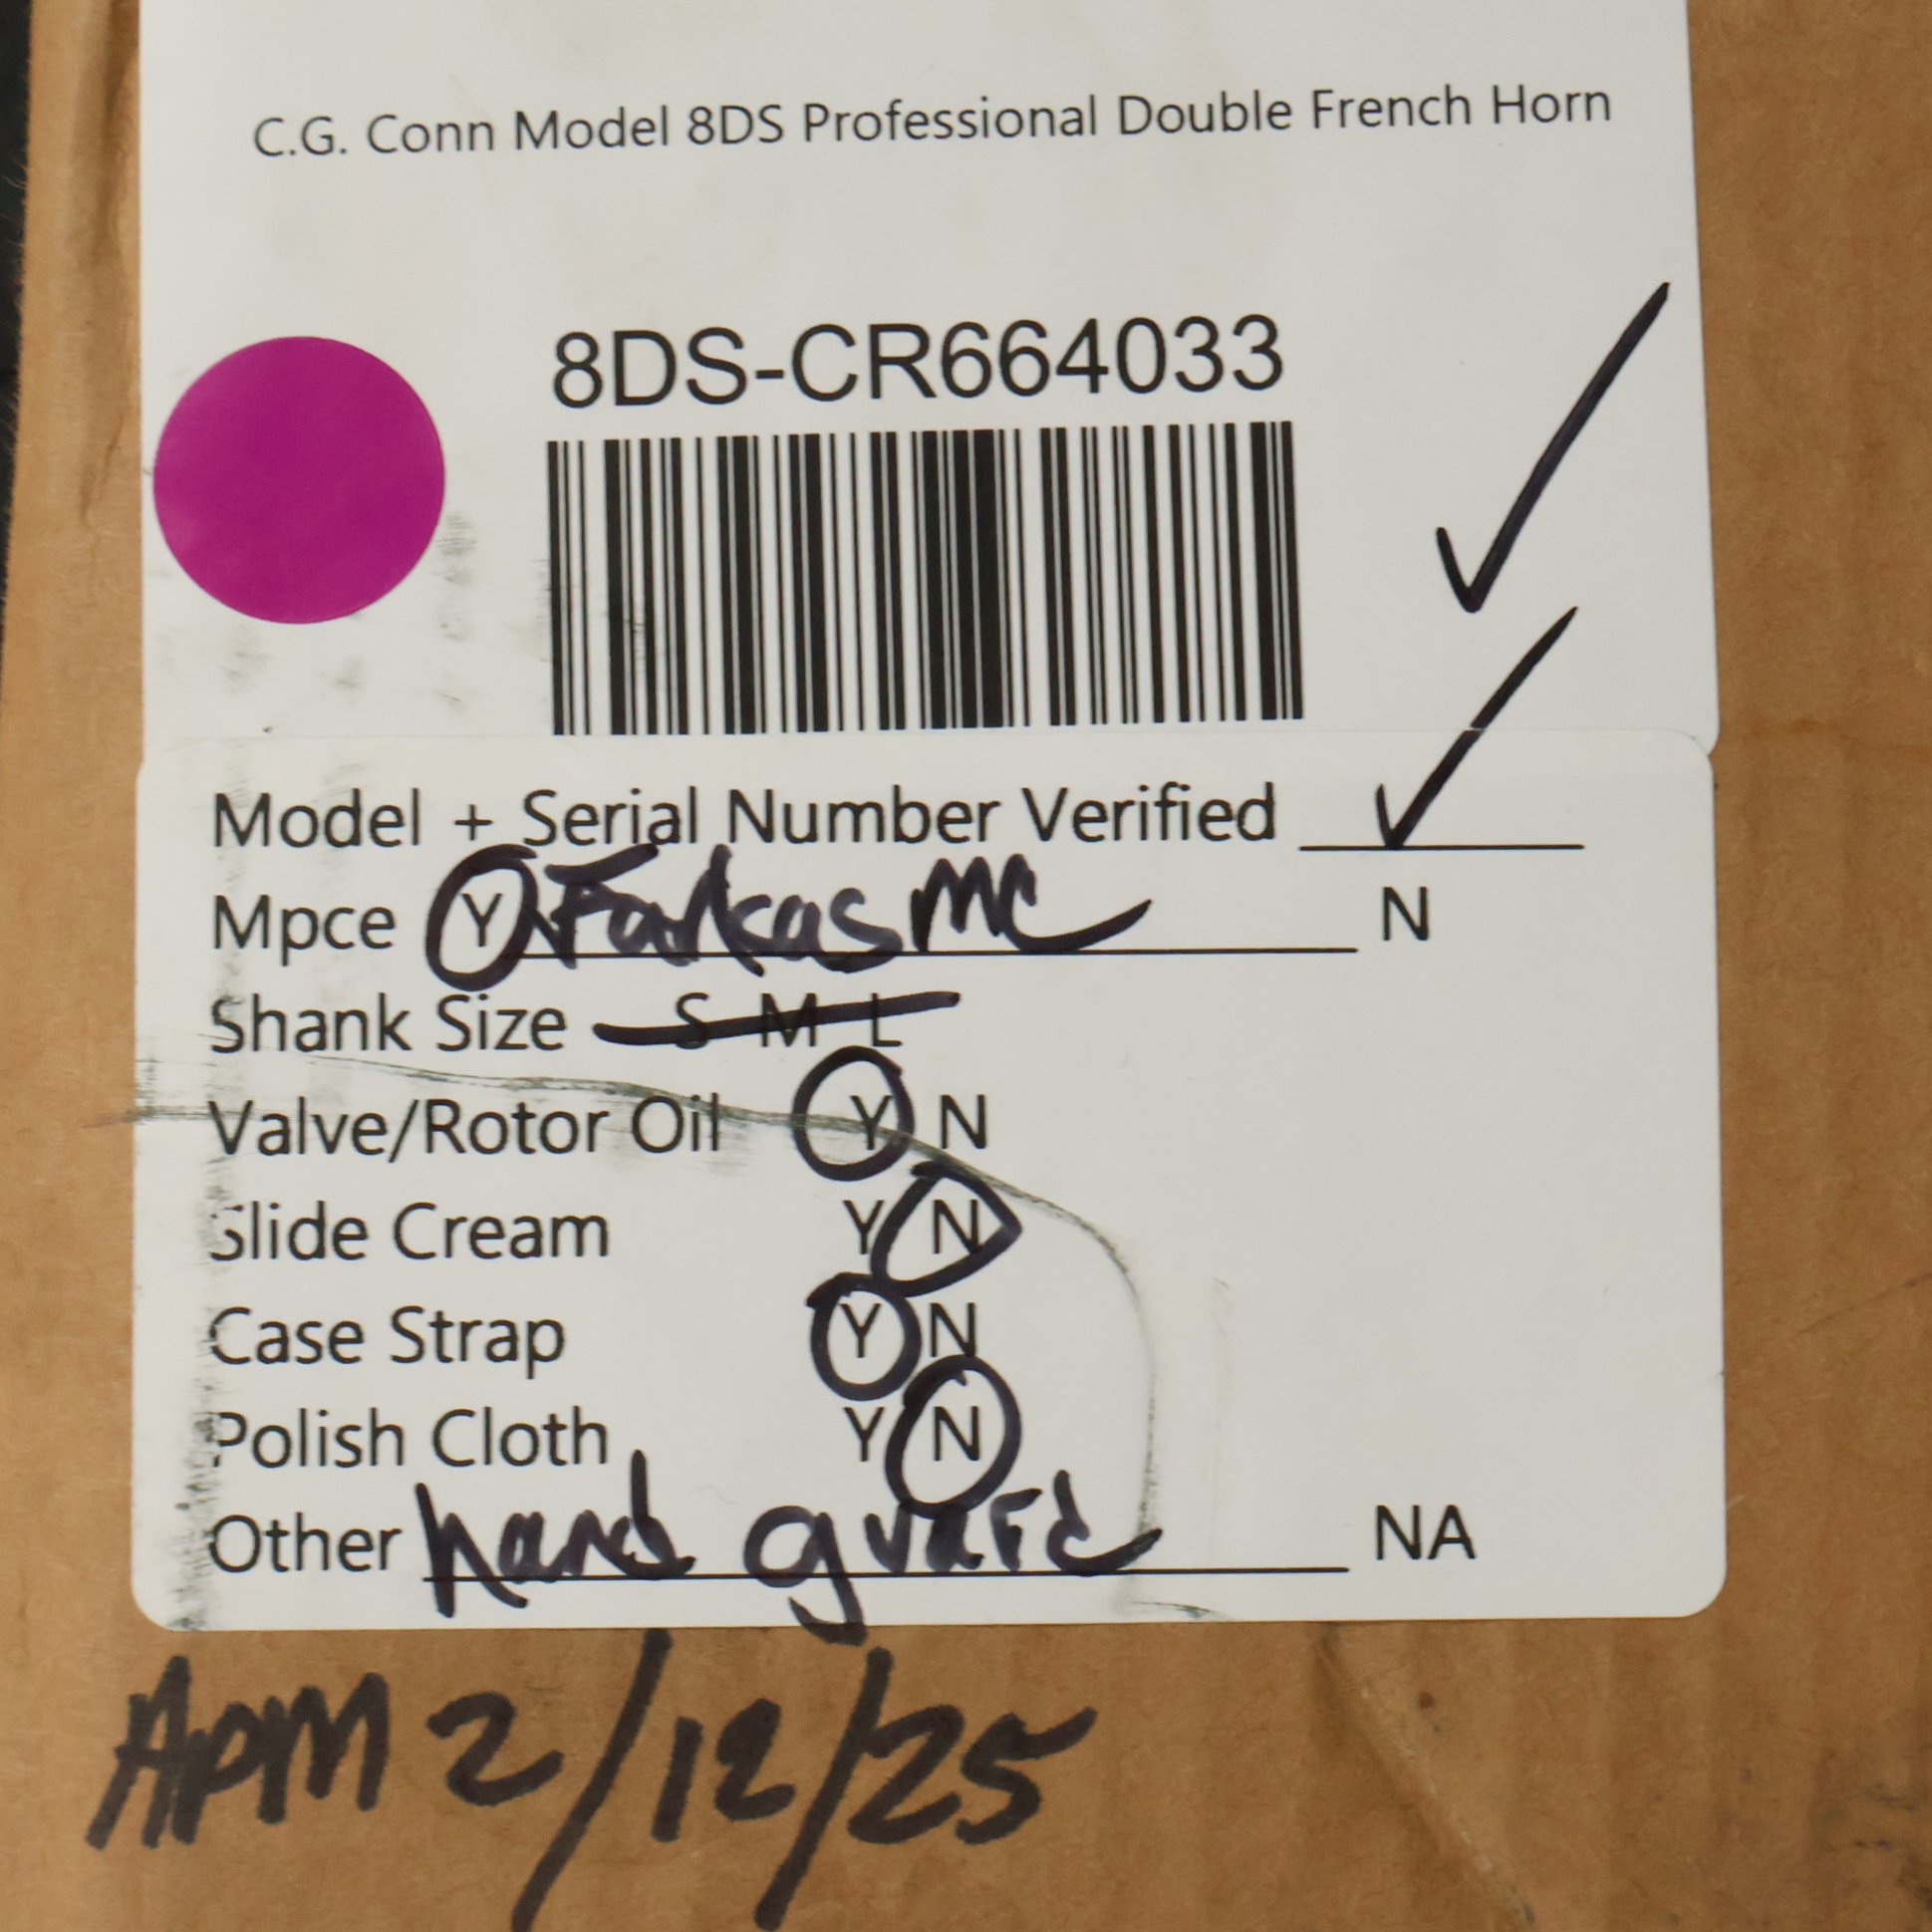 C.G. Conn Model 8DS Professional Double French Horn
8DS-CR664033
Model + Serial Number Verified ✓
Mpce Y Farkas MC N
Shank Size S M L
Valve/Rotor Oil Y N
Slide Cream Y N
Case Strap Y N
Polish Cloth Y N
Other hand guard NA
APM 2/12/25